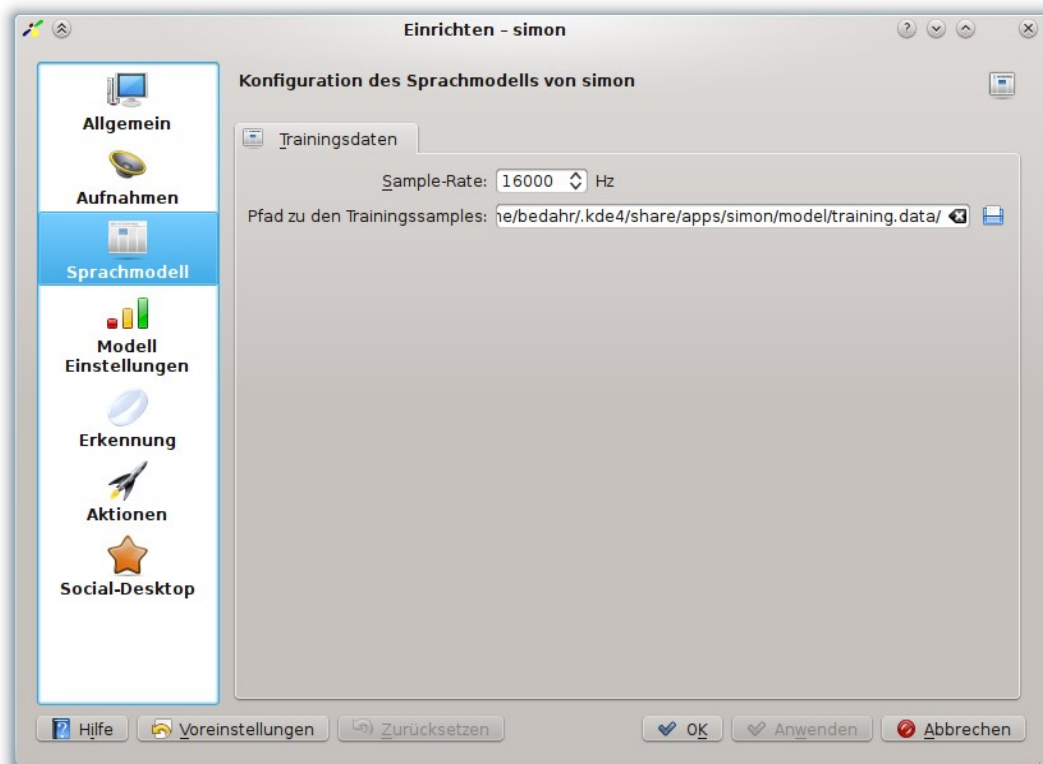 Einrichten – simon
Allgemein
Aufnahmen
Sprachmodell
Modell
Einstellungen
Erkennung
Aktionen
Social-Desktop
Konfiguration des Sprachmodells von simon
Trainingsdaten
Sample-Rate: 16000 Hz
Pfad zu den Trainingssamples: ne/bedahr/.kde4/share/apps/simon/model/training.data/
Hilfe Voreinstellungen Zurücksetzen OK Anwenden Abbrechen